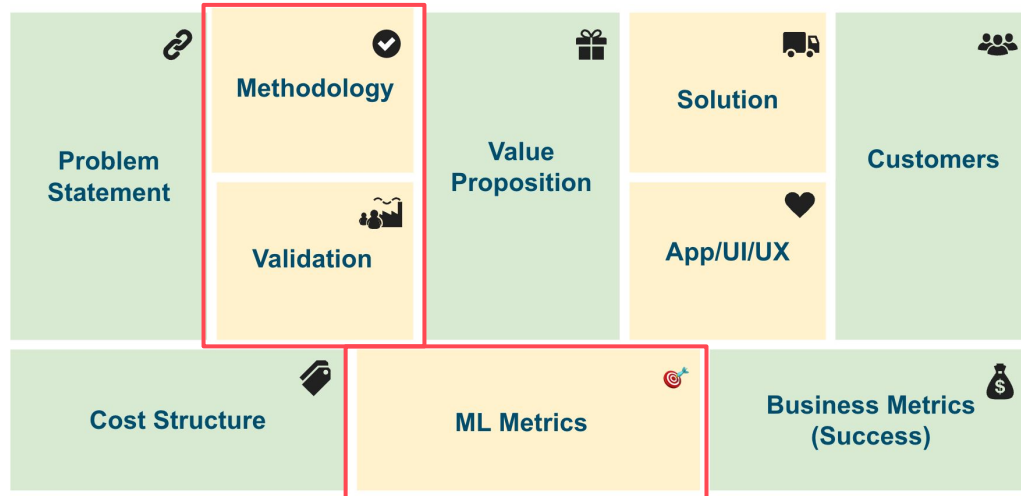 Problem
Statement
Methodology
Validation
Value
Proposition
Solution
App/UI/UX
Customers
Cost Structure
ML Metrics
Business Metrics
(Success)
$